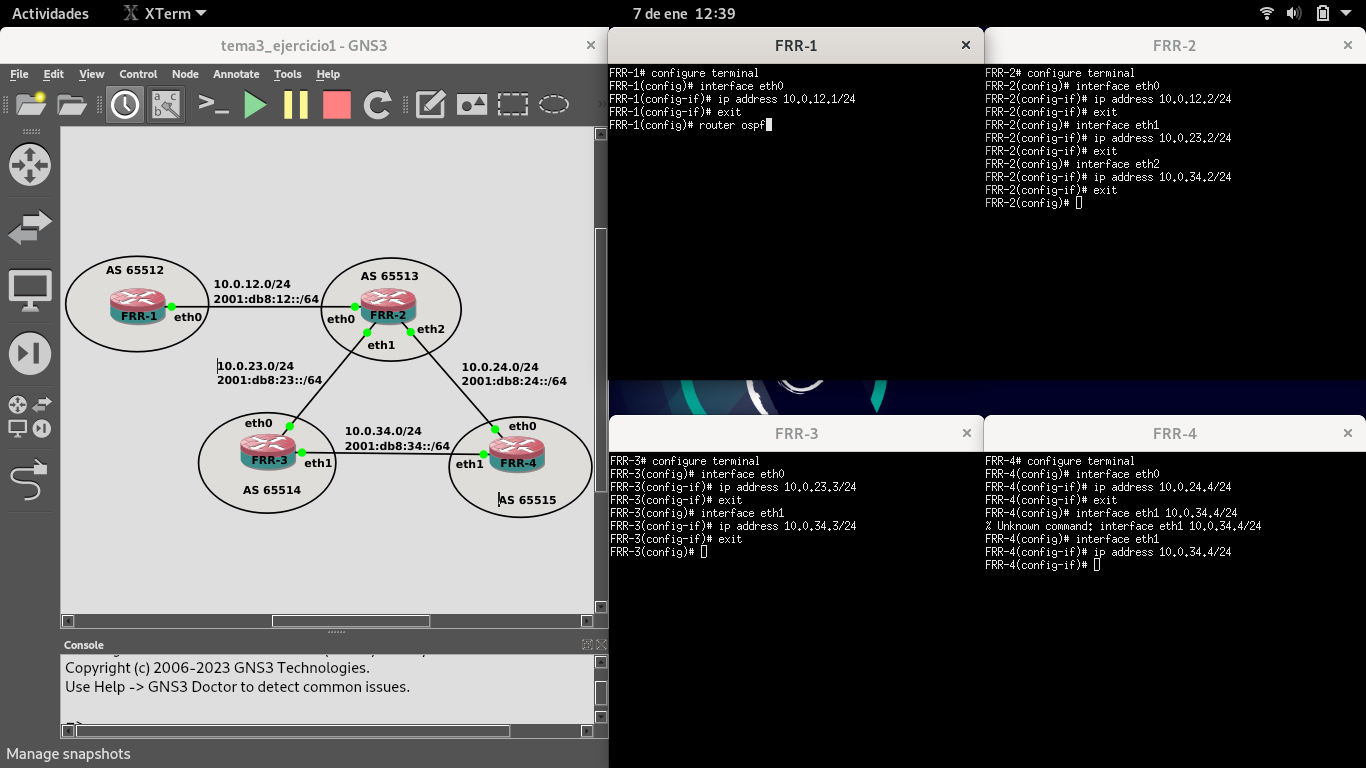 Actividades XTerm 7 de ene 12:39
tema3_ejercicio1 - GNS3 ×
File Edit View Control Node Annotate Tools Help
AS 65512
FRR-1
eth0
10.0.12.0/24
2001:db8:12::/64
AS 65513
FRR-2
eth0
eth2
eth1
10.0.23.0/24
2001:db8:23::/64
10.0.24.0/24
2001:db8:24::/64
eth0
FRR-3
eth1
AS 65514
10.0.34.0/24
2001:db8:34::/64
eth0
eth1
FRR-4
AS 65515
Console
Copyright (c) 2006-2023 GNS3 Technologies.
Use Help -> GNS3 Doctor to detect common issues.
=>
Manage snapshots
FRR-1 ×
FRR-1# configure terminal
FRR-1(config)# interface eth0
FRR-1(config-if)# ip address 10.0.12.1/24
FRR-1(config-if)# exit
FRR-1(config)# router ospf
FRR-2 ×
FRR-2# configure terminal
FRR-2(config)# interface eth0
FRR-2(config-if)# ip address 10.0.12.2/24
FRR-2(config-if)# exit
FRR-2(config)# interface eth1
FRR-2(config-if)# ip address 10.0.23.2/24
FRR-2(config-if)# exit
FRR-2(config)# interface eth2
FRR-2(config-if)# ip address 10.0.34.2/24
FRR-2(config-if)# exit
FRR-2(config)#
FRR-3 ×
FRR-3# configure terminal
FRR-3(config)# interface eth0
FRR-3(config-if)# ip address 10.0.23.3/24
FRR-3(config-if)# exit
FRR-3(config)# interface eth1
FRR-3(config-if)# ip address 10.0.34.3/24
FRR-3(config-if)# exit
FRR-3(config)#
FRR-4 ×
FRR-4# configure terminal
FRR-4(config)# interface eth0
FRR-4(config-if)# ip address 10.0.24.4/24
FRR-4(config-if)# exit
FRR-4(config)# interface eth1 10.0.34.4/24
% Unknown command: interface eth1 10.0.34.4/24
FRR-4(config)# interface eth1
FRR-4(config-if)# ip address 10.0.34.4/24
FRR-4(config-if)#